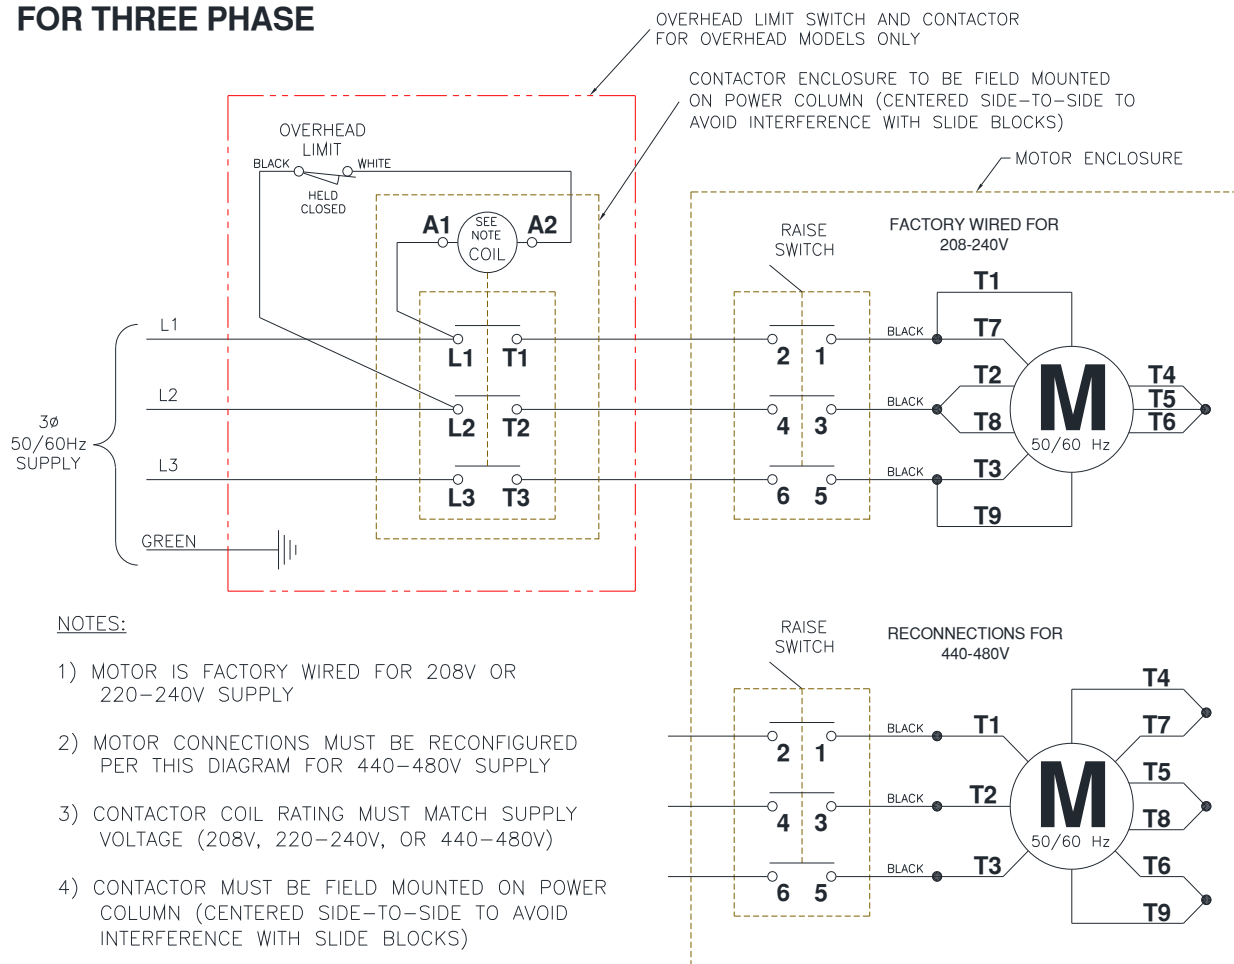 FOR THREE PHASE
OVERHEAD LIMIT SWITCH AND CONTACTOR
FOR OVERHEAD MODELS ONLY
CONTACTOR ENCLOSURE TO BE FIELD MOUNTED
ON POWER COLUMN (CENTERED SIDE-TO-SIDE TO
AVOID INTERFERENCE WITH SLIDE BLOCKS)
MOTOR ENCLOSURE
OVERHEAD
LIMIT
BLACK
WHITE
HELD
CLOSED
A1
SEE
NOTE
COIL
A2
RAISE
SWITCH
FACTORY WIRED FOR
208-240V
L1
L1
T1
2
1
BLACK
T1
T7
L2
L2
T2
4
3
BLACK
T2
T8
M
50/60 Hz
T4
T5
T6
L3
L3
T3
6
5
BLACK
T3
T9
3ø
50/60Hz
SUPPLY
GREEN
NOTES:
1) MOTOR IS FACTORY WIRED FOR 208V OR
220-240V SUPPLY
2) MOTOR CONNECTIONS MUST BE RECONFIGURED
PER THIS DIAGRAM FOR 440-480V SUPPLY
3) CONTACTOR COIL RATING MUST MATCH SUPPLY
VOLTAGE (208V, 220-240V, OR 440-480V)
4) CONTACTOR MUST BE FIELD MOUNTED ON POWER
COLUMN (CENTERED SIDE-TO-SIDE TO AVOID
INTERFERENCE WITH SLIDE BLOCKS)
RAISE
SWITCH
RECONNECTIONS FOR
440-480V
2
1
BLACK
T1
4
3
BLACK
T2
6
5
BLACK
T3
M
50/60 Hz
T4
T7
T5
T8
T6
T9